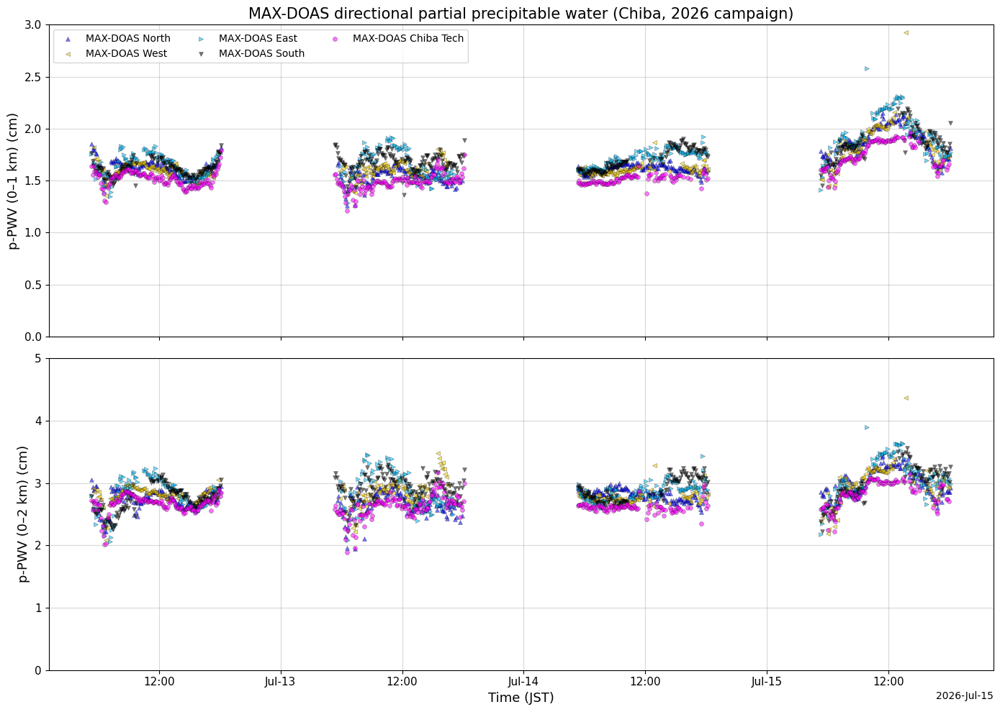 MAX-DOAS directional partial precipitable water (Chiba, 2026 campaign)
MAX-DOAS North
MAX-DOAS West
MAX-DOAS East
MAX-DOAS South
MAX-DOAS Chiba Tech
p-PWV (0–1 km) (cm)
3.0
2.5
2.0
1.5
1.0
0.5
0.0
p-PWV (0–2 km) (cm)
5
4
3
2
1
0
12:00 Jul-13 12:00 Jul-14 12:00 Jul-15 12:00
Time (JST)
2026-Jul-15